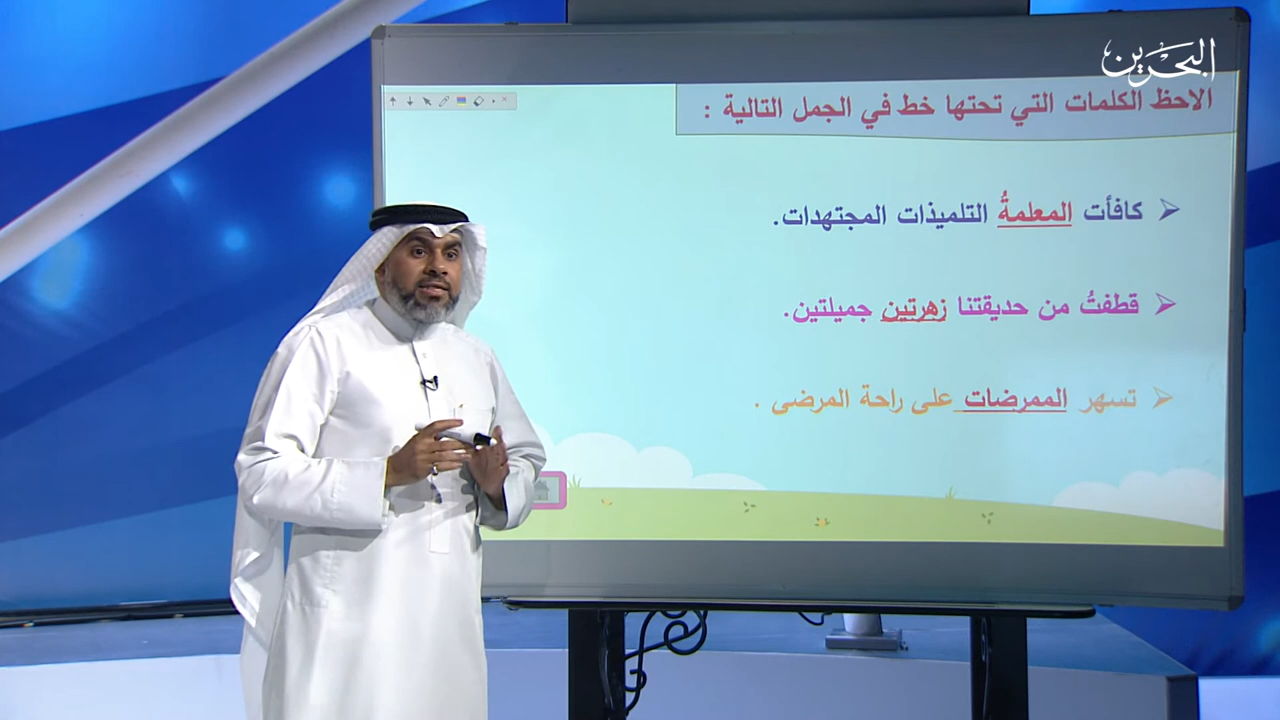 البحرين
الاحظ الكلمات التي تحتها خط في الجمل التالية :
كافأت المعلمةُ التلميذات المجتهدات.
قطفتُ من حديقتنا زهرتين جميلتين.
تسهر الممرضات على راحة المرضى .